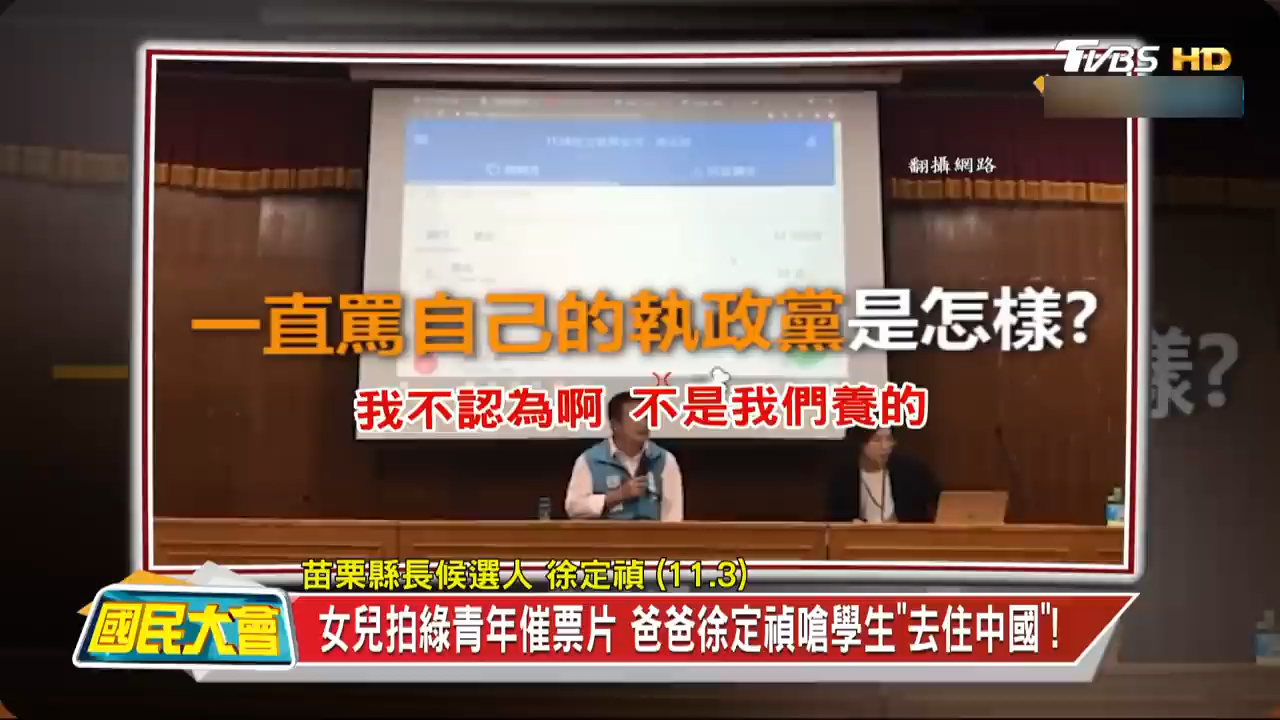 TVBS HD
翻攝網路
一直罵自己的執政黨是怎樣?
樣?
我不認為啊 不是我們養的
苗栗縣長候選人 徐定禎 (11.3)
國民大會
女兒拍綠青年催票片 爸爸徐定禎嗆學生"去住中國"!